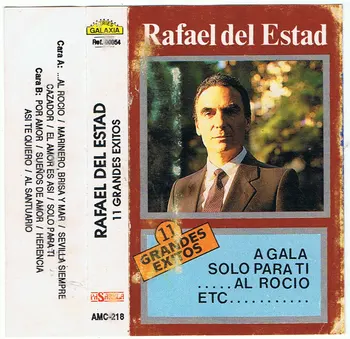 GALAXIA
Ref. 00054
Cara A: ...AL ROCIO / MARINERO, BRISA Y MAR / SEVILLA SIEMPRE
CAZADOR / EL AMOR ES ASI / SOLO PARA TI
Cara B: POR AMOR / SUEÑOS DE AMOR / HERENCIA
ASI TE QUIERO / AL SANTUARIO
RAFAEL DEL ESTAD
11 GRANDES EXITOS
AMC-218
Rafael del Estad
11
GRANDES
EXITOS
A GALA
SOLO PARA TI
.....AL ROCIO
ETC...........